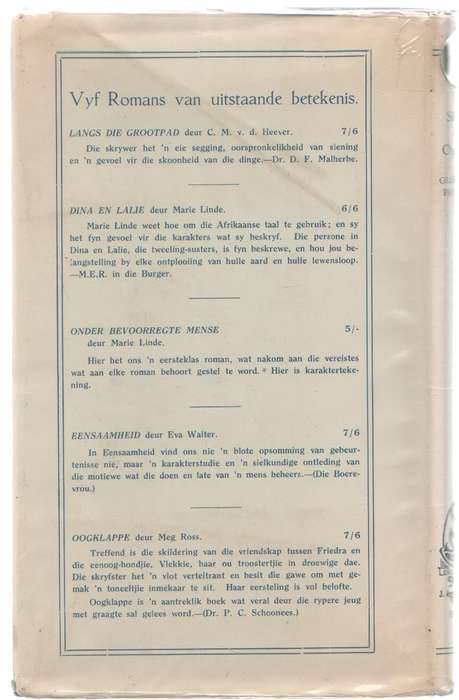 Vyf Romans van uitstaande betekenis.
LANGS DIE GROOTPAD deur C. M. v. d. Heever. 7/6
Die skrywer het 'n eie segging, oorspronkelikheid van siening
en 'n gevoel vir die skoonheid van die dinge.—Dr. D. F. Malherbe.
DINA EN LALIE deur Marie Linde. 6/6
Marie Linde weet hoe om die Afrikaanse taal te gebruik; en sy
het fyn gevoel vir die karakters wat sy beskryf. Die persone in
Dina en Lalie, die tweeling-susters, is fyn beskrewe, en hou jou be-
langstelling by elke ontplooiing van hulle aard en hulle lewensloop.
—M.E.R. in die Burger.
ONDER BEVOORREGTE MENSE 5/-
deur Marie Linde.
Hier het ons 'n eersteklas roman, wat nakom aan die vereistes
wat aan elke roman behoort gestel te word. Hier is karaktereke-
ning.
EENSAAMHEID deur Eva Walter. 7/6
In Eensaamheid vind ons nie 'n blote opsomming van gebeur-
tenisse nie, maar 'n karakterstudie en 'n sielkundige ontleding van
die motiewe wat die doen en late van 'n mens beheers.—(Die Boere-
vrou.)
OOGKLAPPE deur Meg Ross. 7/6
Treffend is die skildering van die vriendskap tussen Friedra en
die eenoog-hondjie, Vlekkie, haar ou troostertjie in droewige dae.
Die skryfster het 'n vlot verteltrant en besit die gawe om met ge-
mak 'n toneeltjie inmekaar te sit. Haar eersteling is vol belofte.
Oogklappe is 'n aantreklik boek wat veral deur die rypere jeug
met graagte sal gelees word.—(Dr. P. C. Schoonees.)